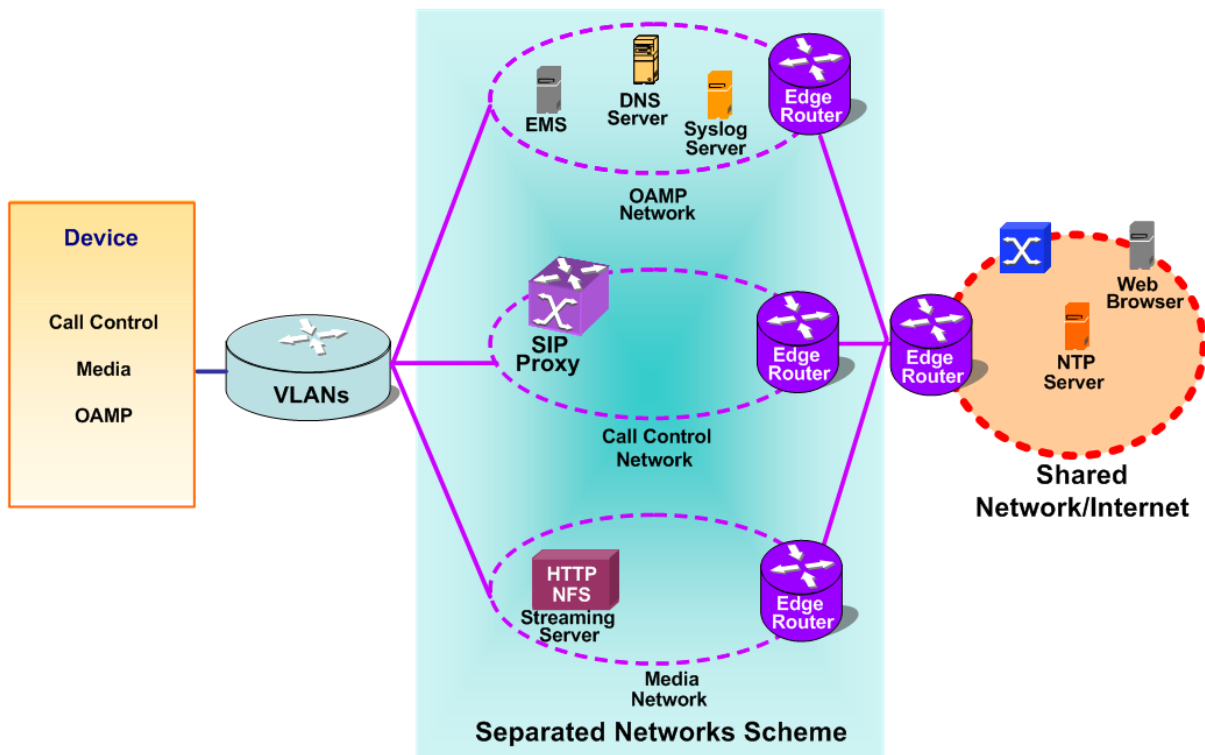 Device
Call Control
Media
OAMP
VLANs
EMS
DNS
Server
Syslog
Server
Edge
Router
OAMP
Network
SIP
Proxy
Edge
Router
Call Control
Network
HTTP
NFS
Streaming
Server
Edge
Router
Media
Network
Separated Networks Scheme
Edge
Router
Web
Browser
NTP
Server
Shared
Network/Internet